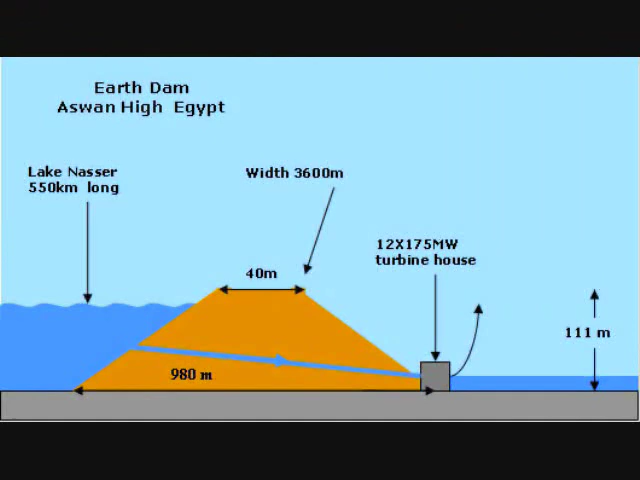 Earth Dam
Aswan High Egypt
Lake Nasser
550km long
Width 3600m
12X175MW
turbine house
40m
111 m
980 m